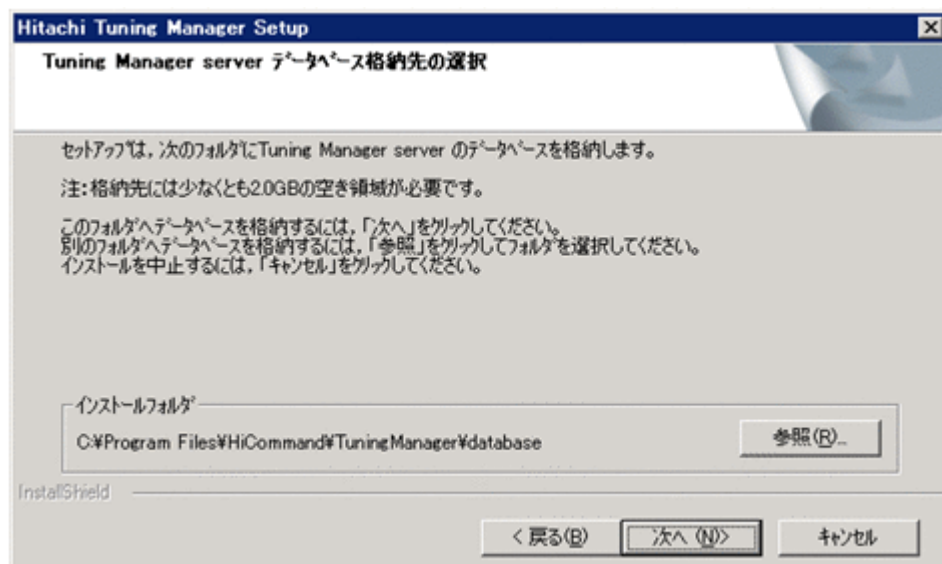 Hitachi Tuning Manager Setup
Tuning Manager server ﾃﾞｰﾀﾍﾞｰｽ格納先の選択
ｾｯﾄｱｯﾌﾟは，次のﾌｫﾙﾀﾞにTuning Manager server のﾃﾞｰﾀﾍﾞｰｽを格納します。
注：格納先には少なくとも2.0GBの空き領域が必要です。
このﾌｫﾙﾀﾞへﾃﾞｰﾀﾍﾞｰｽを格納するには，「次へ」をｸﾘｯｸしてください。
別のﾌｫﾙﾀﾞへﾃﾞｰﾀﾍﾞｰｽを格納するには，「参照」をｸﾘｯｸしてﾌｫﾙﾀﾞを選択してください。
ｲﾝｽﾄｰﾙを中止するには，「ｷｬﾝｾﾙ」をｸﾘｯｸしてください。
ｲﾝｽﾄｰﾙﾌｫﾙﾀﾞ
C:¥Program Files¥HiCommand¥TuningManager¥database
参照(R)...
InstallShield
< 戻る(B)
次へ (N)>
ｷｬﾝｾﾙ